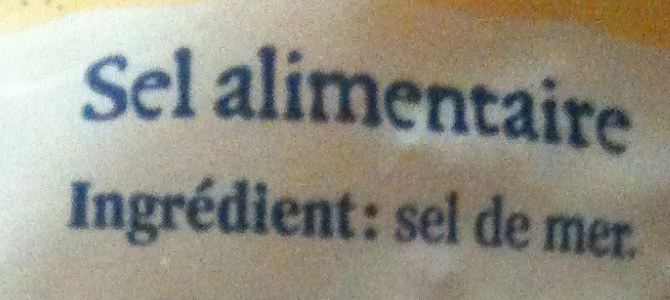 Sel alimentaire
Ingrédient : sel de mer.